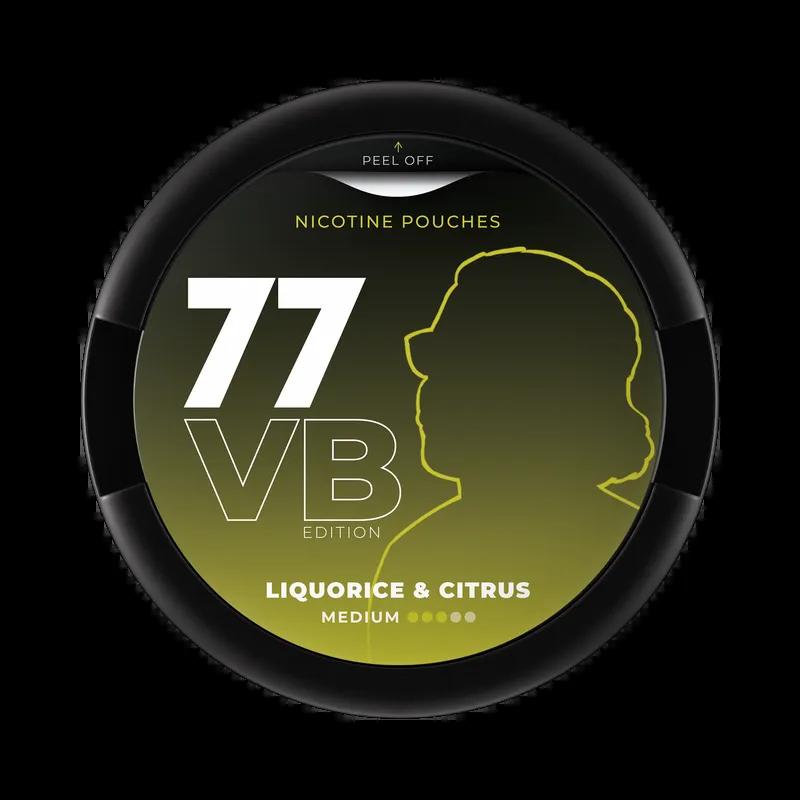 PEEL OFF
NICOTINE POUCHES
77
VB
EDITION
LIQUORICE & CITRUS
MEDIUM